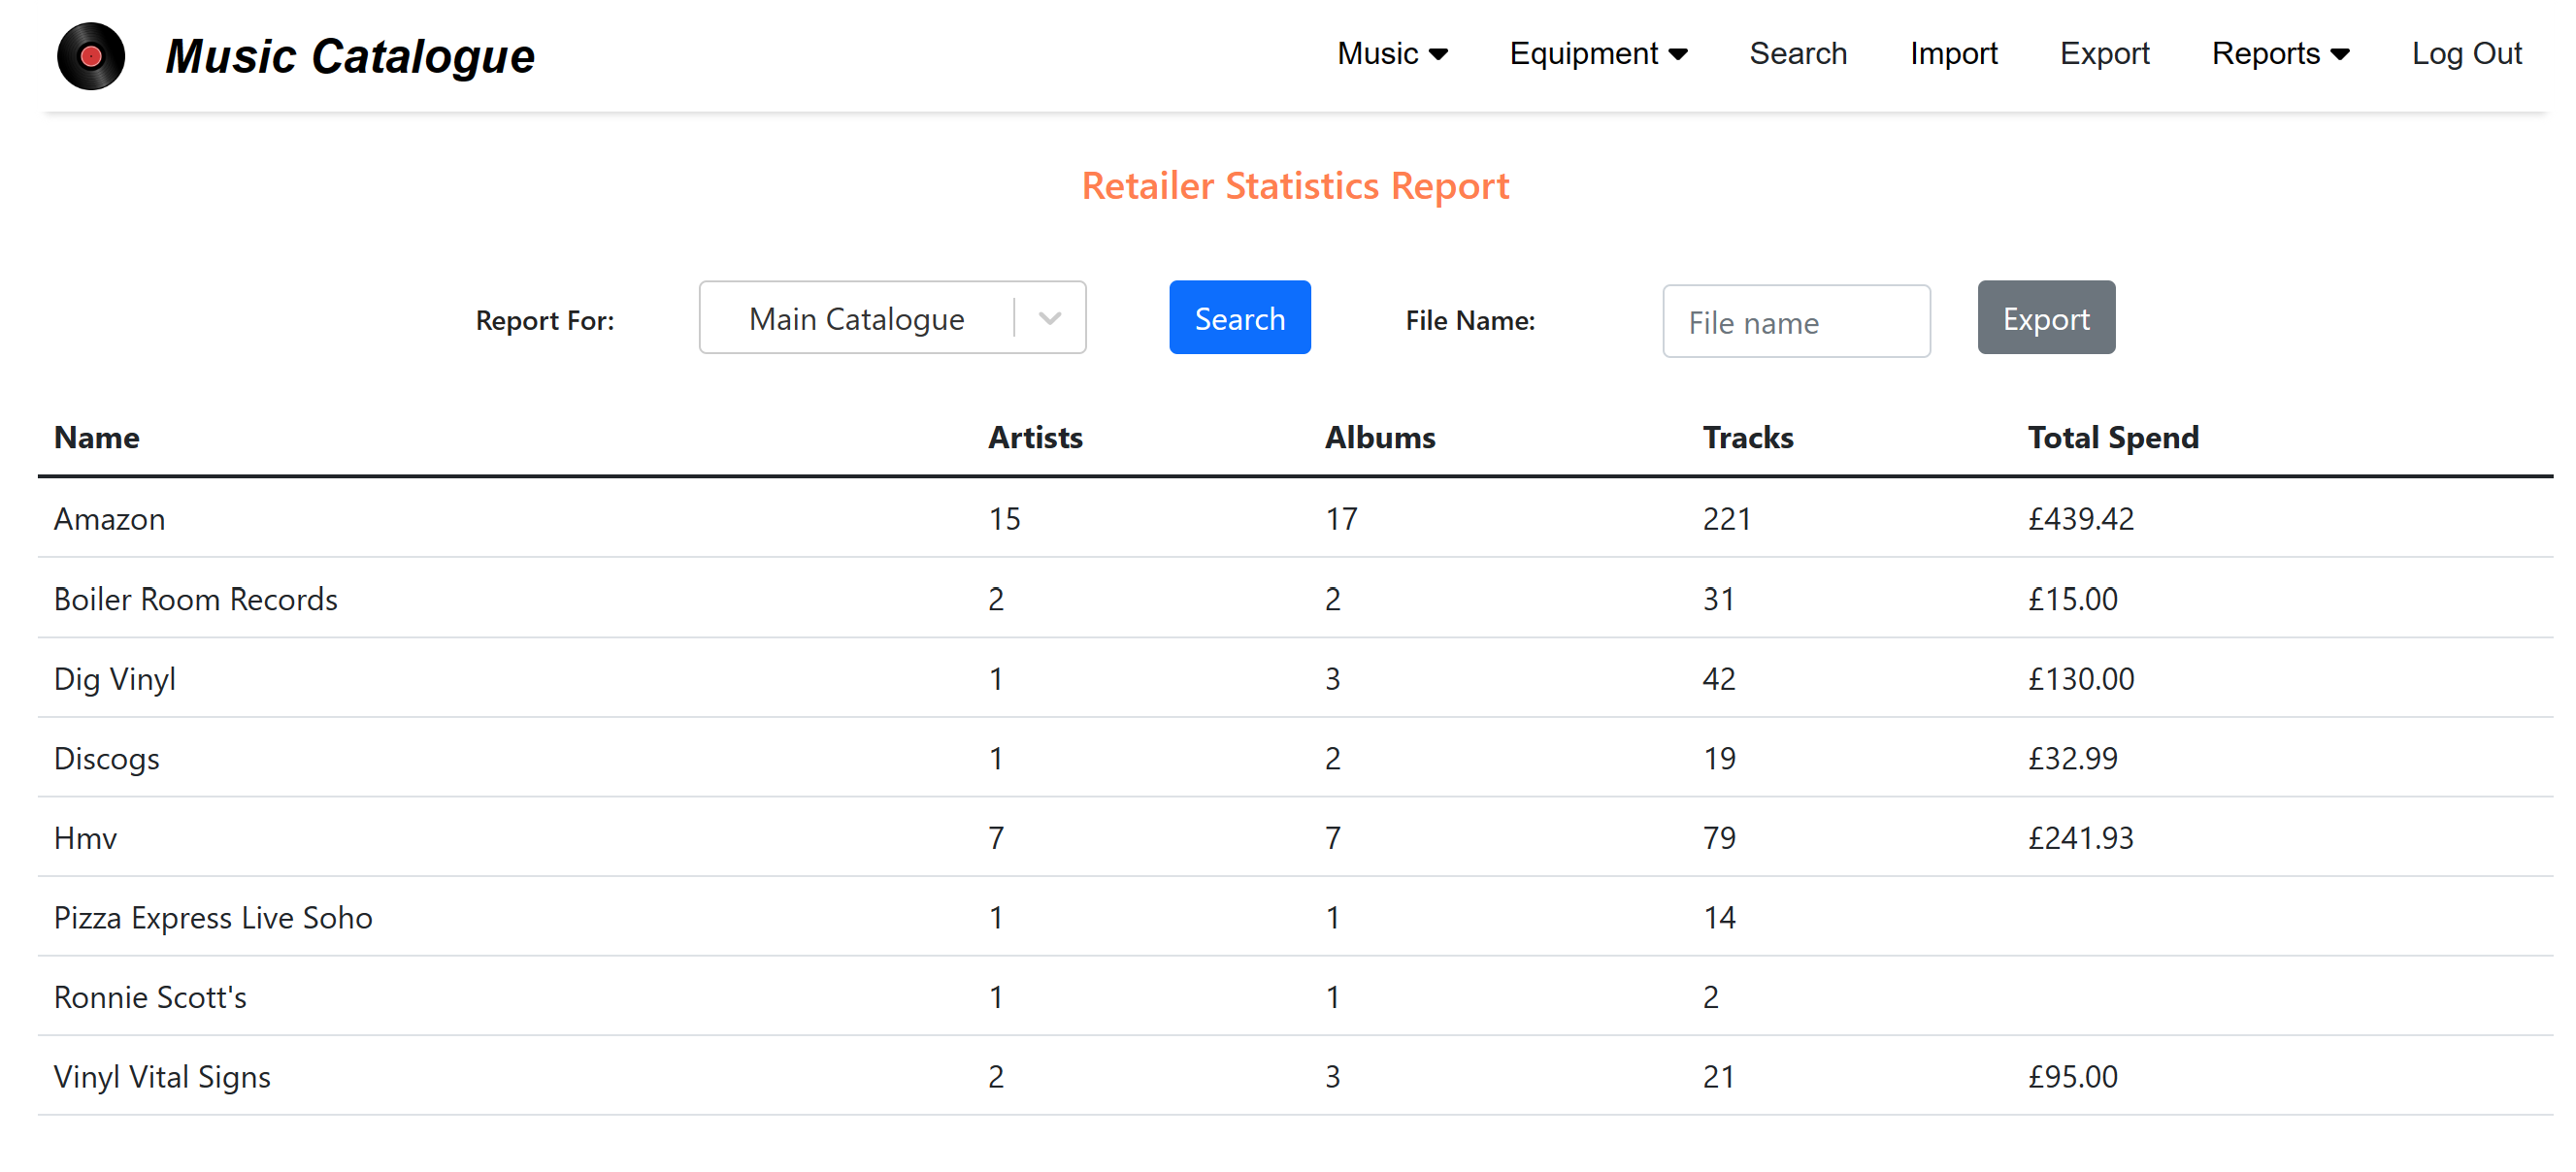 Music Catalogue Music Equipment Search Import Export Reports Log Out
Retailer Statistics Report
Report For: Main Catalogue Search File Name: File name Export
Name Artists Albums Tracks Total Spend
Amazon 15 17 221 £439.42
Boiler Room Records 2 2 31 £15.00
Dig Vinyl 1 3 42 £130.00
Discogs 1 2 19 £32.99
Hmv 7 7 79 £241.93
Pizza Express Live Soho 1 1 14
Ronnie Scott's 1 1 2
Vinyl Vital Signs 2 3 21 £95.00